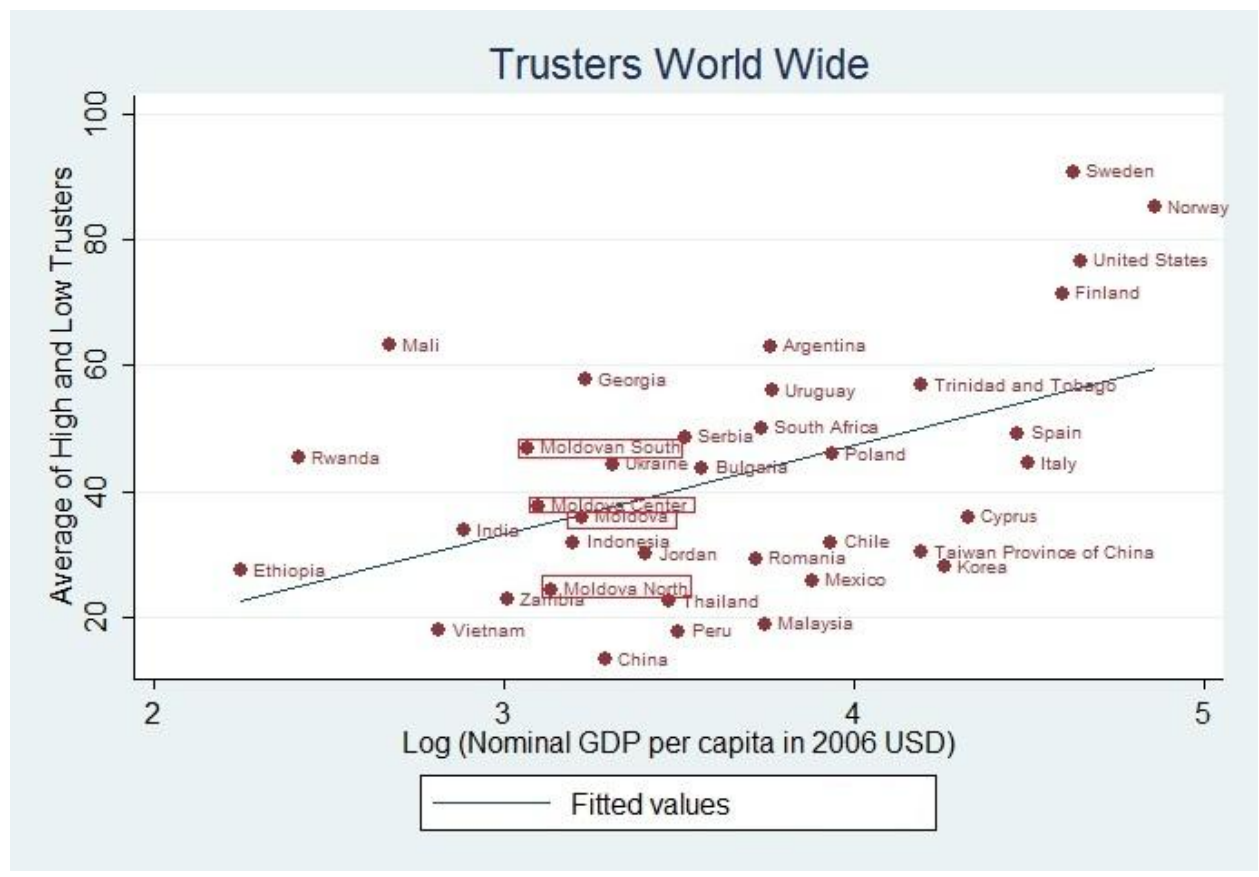 Trusters World Wide
Average of High and Low Trusters
100
80
60
40
20
Sweden
Norway
United States
Finland
Mali
Argentina
Georgia
Uruguay
Trinidad and Tobago
South Africa
Serbia
Spain
Moldovan South
Rwanda
Ukraine
Bulgaria
Poland
Italy
Moldova Center
Moldova
Cyprus
India
Indonesia
Chile
Jordan
Romania
Taiwan Province of China
Korea
Ethiopia
Mexico
Moldova North
Zambia
Thailand
Vietnam
Peru
Malaysia
China
2 3 4 5
Log (Nominal GDP per capita in 2006 USD)
Fitted values